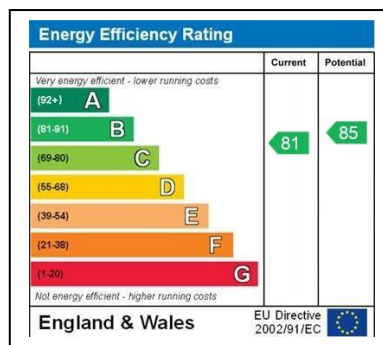 Energy Efficiency Rating
Current Potential
Very energy efficient - lower running costs
(92+) A
(81-91) B
81 85
(69-80) C
(55-68) D
(39-54) E
(21-38) F
(1-20) G
Not energy efficient - higher running costs
England & Wales
EU Directive
2002/91/EC